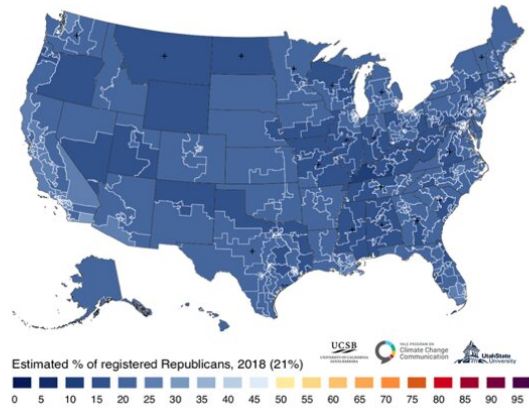 UCSB
UNIVERSITY OF CALIFORNIA
SANTA BARBARA
YALE PROGRAM ON
Climate Change
Communication
UtahState
University
Estimated % of registered Republicans, 2018 (21%)
0 5 10 15 20 25 30 35 40 45 50 55 60 65 70 75 80 85 90 95